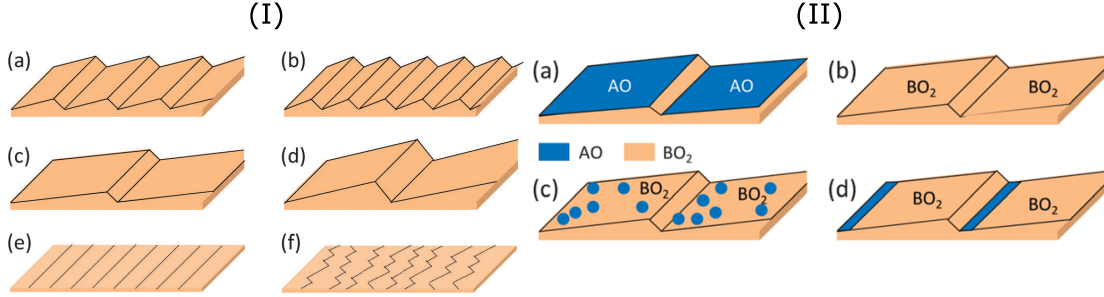 (I)
(a)
(b)
(c)
(d)
(e)
(f)
(II)
(a)
AO
AO
(b)
BO₂
BO₂
AO
BO₂
(c)
BO₂
BO₂
(d)
BO₂
BO₂